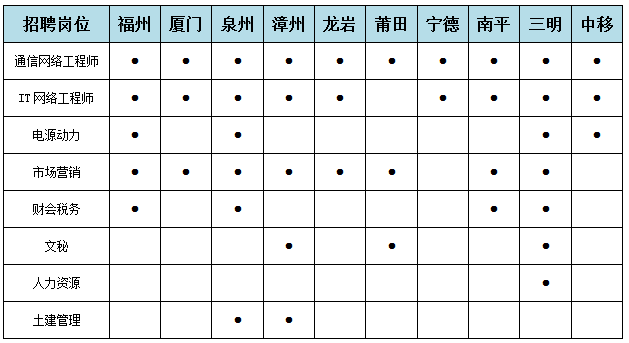 招聘岗位 福州 厦门 泉州 漳州 龙岩 莆田 宁德 南平 三明 中移
通信网络工程师 ● ● ● ● ● ● ● ● ● ●
IT网络工程师 ● ● ● ● ● ● ● ● ●
电源动力 ● ● ● ●
市场营销 ● ● ● ● ● ● ● ●
财会税务 ● ● ● ●
文秘 ● ● ●
人力资源 ●
土建管理 ● ●